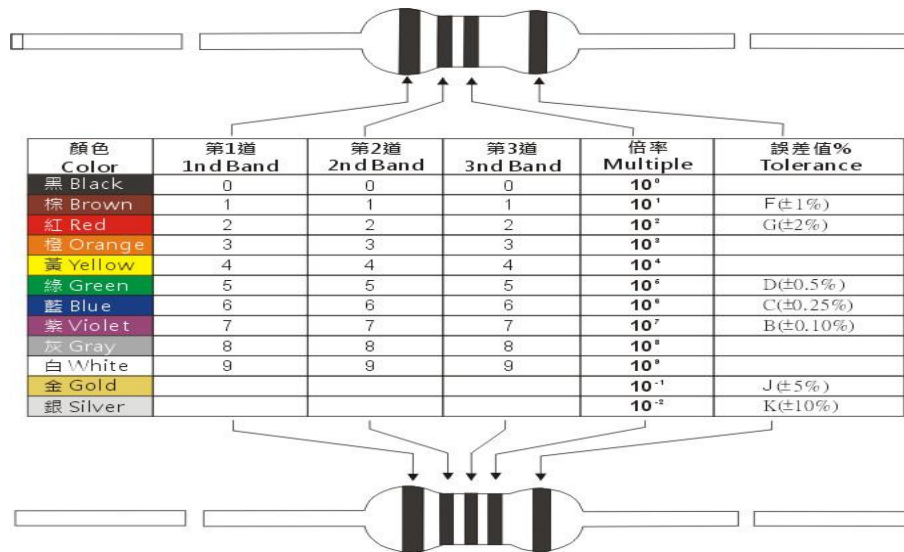 顏色 第1道 第2道 第3道 倍率 誤差值%
Color 1nd Band 2nd Band 3nd Band Multiple Tolerance
黑 Black 0 0 0 10⁰
棕 Brown 1 1 1 10¹ F(±1%)
紅 Red 2 2 2 10² G(±2%)
橙 Orange 3 3 3 10³
黃 Yellow 4 4 4 10⁴
綠 Green 5 5 5 10⁵ D(±0.5%)
藍 Blue 6 6 6 10⁶ C(±0.25%)
紫 Violet 7 7 7 10⁷ B(±0.10%)
灰 Gray 8 8 8 10⁸
白 White 9 9 9 10⁹
金 Gold 10⁻¹ J(±5%)
銀 Silver 10⁻² K(±10%)